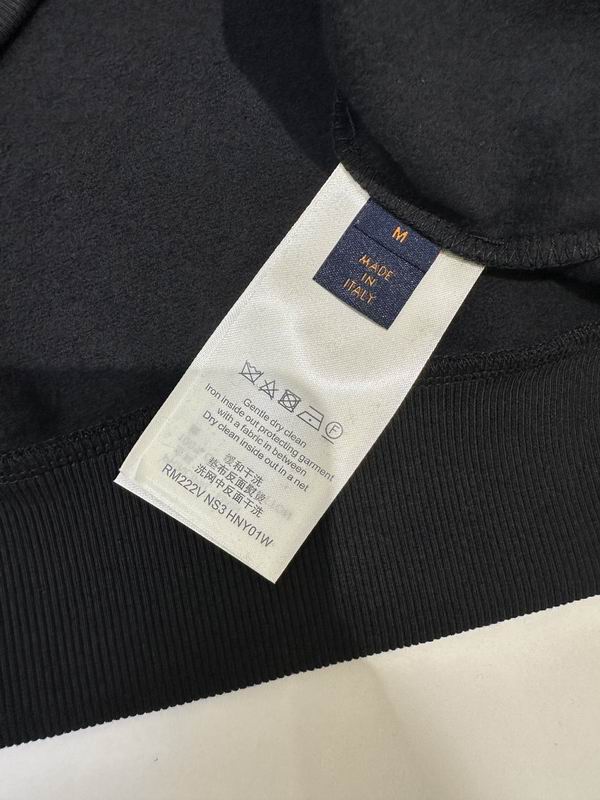 M
MADE
IN
ITALY
F
Gentle dry clean
Iron inside out protecting garment
with a fabric in between
Dry clean inside out in a net
缓和干洗
垫布反面熨烫
洗网中反面干洗
RM222V NS3 HNY01W